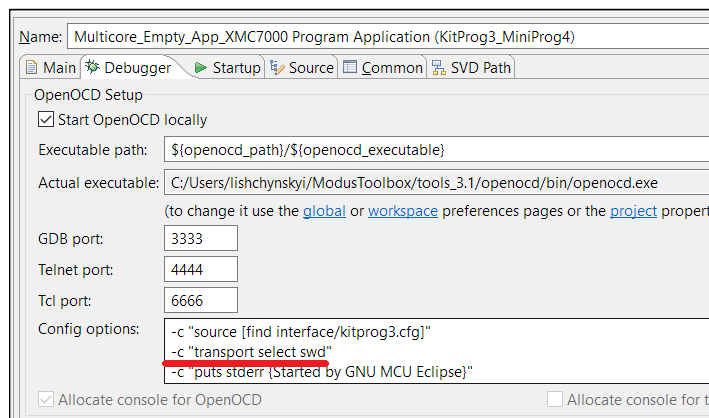 Name: Multicore_Empty_App_XMC7000 Program Application (KitProg3_MiniProg4)
Main Debugger Startup Source Common SVD Path
OpenOCD Setup
Start OpenOCD locally
Executable path: ${openocd_path}/${openocd_executable}
Actual executable: C:/Users/lishchynskyi/ModusToolbox/tools_3.1/openocd/bin/openocd.exe
(to change it use the global or workspace preferences pages or the project propert
GDB port: 3333
Telnet port: 4444
Tcl port: 6666
Config options: -c "source [find interface/kitprog3.cfg]"
-c "transport select swd"
-c "puts stderr {Started by GNU MCU Eclipse}"
Allocate console for OpenOCD Allocate console for t